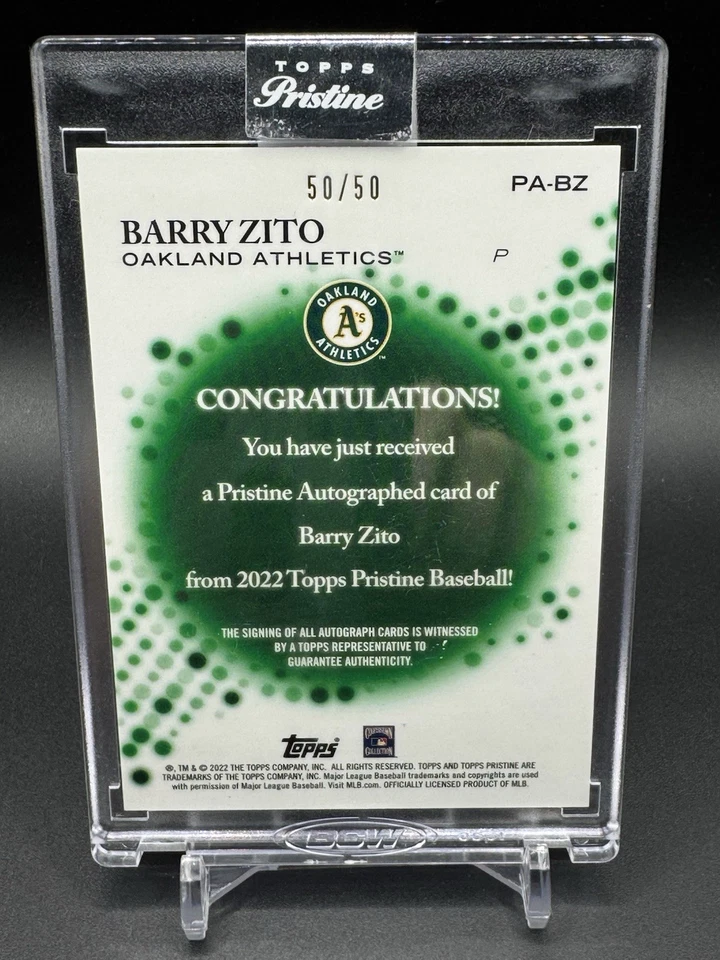 TOPPS
Pristine
50/50
PA-BZ
BARRY ZITO
OAKLAND ATHLETICS™
P
OAKLAND
A's
ATHLETICS
TM
CONGRATULATIONS!
You have just received
a Pristine Autographed card of
Barry Zito
from 2022 Topps Pristine Baseball!
THE SIGNING OF ALL AUTOGRAPH CARDS IS WITNESSED
BY A TOPPS REPRESENTATIVE TO
GUARANTEE AUTHENTICITY.
topps
COOPERSTOWN
COLLECTION
®, TM & © 2022 THE TOPPS COMPANY, INC. ALL RIGHTS RESERVED. TOPPS AND TOPPS PRISTINE ARE
TRADEMARKS OF THE TOPPS COMPANY, INC. Major League Baseball trademarks and copyrights are used
with permission of Major League Baseball. Visit MLB.com. OFFICIALLY LICENSED PRODUCT OF MLB.
BCW